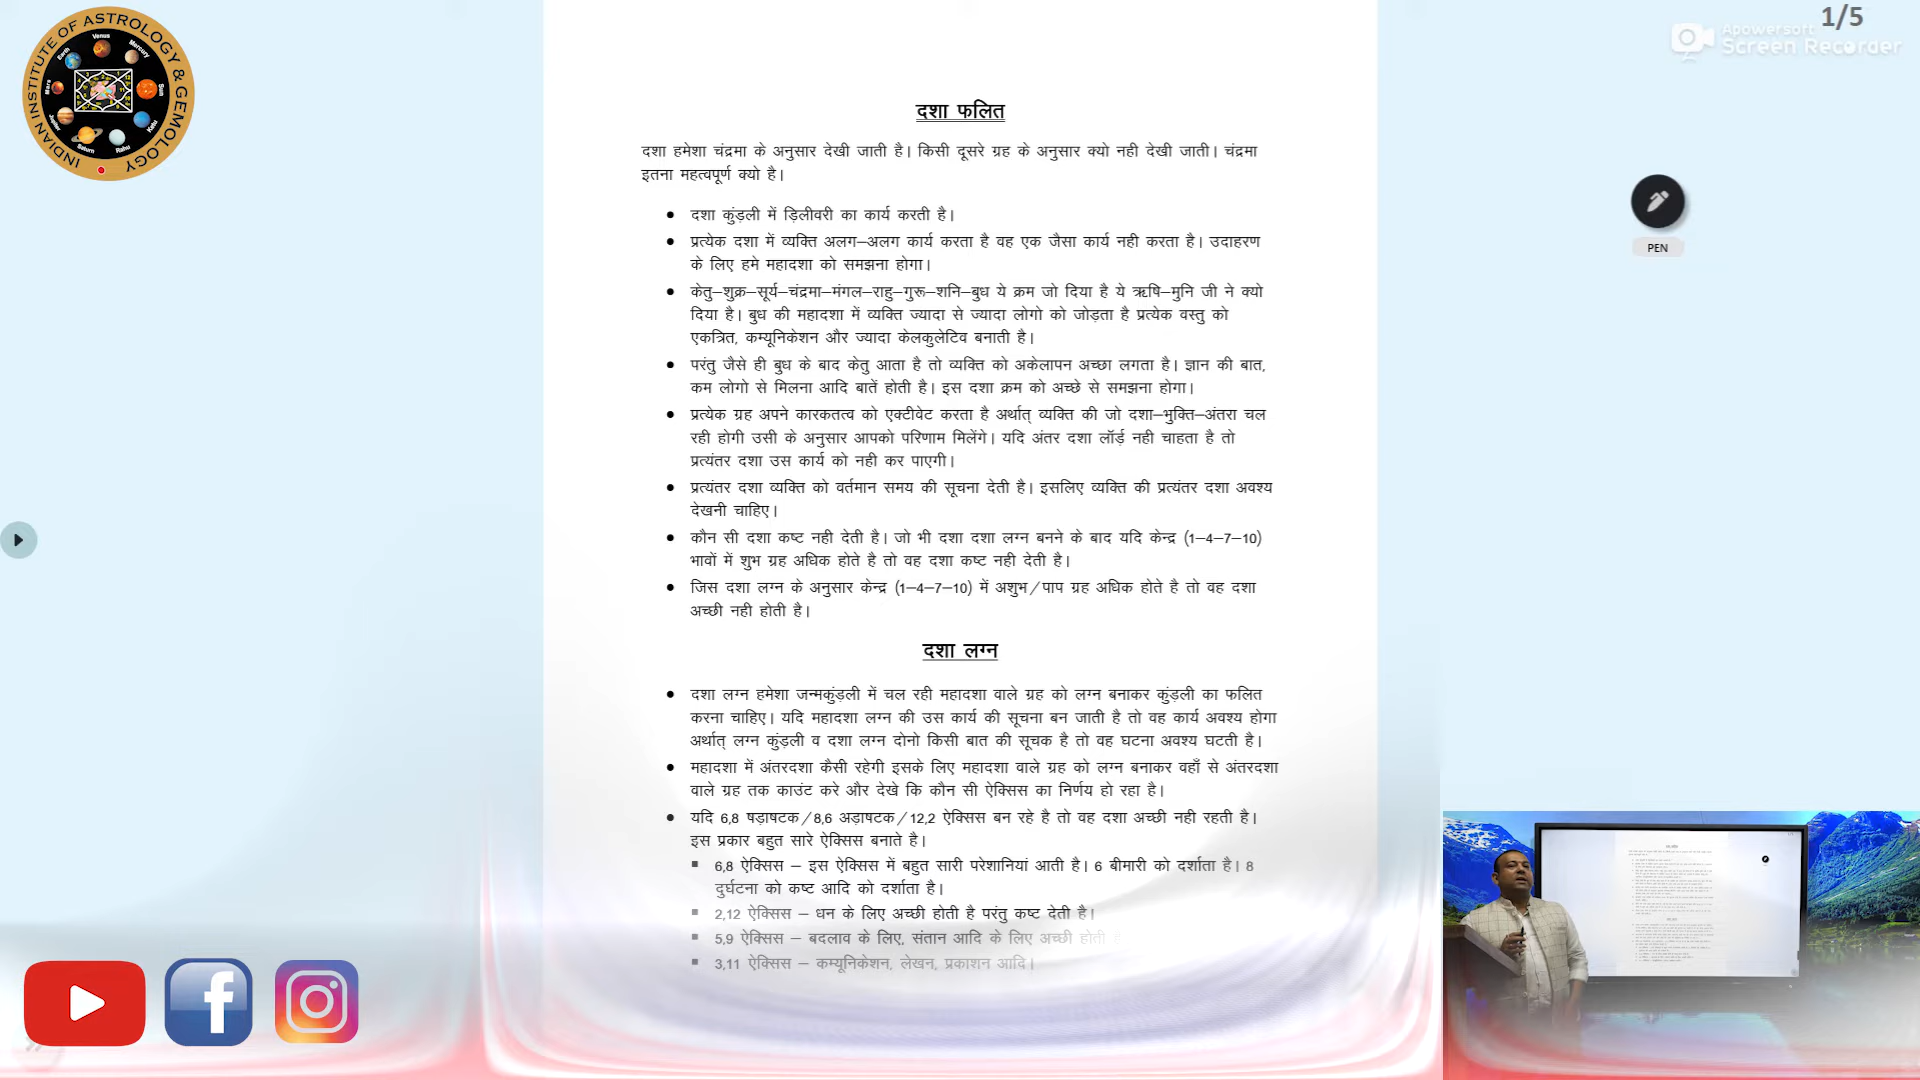 INDIAN INSTITUTE OF ASTROLOGY & GEMOLOGY
Venus
Mercury
Earth
Mars
Sun
Jupiter
Ketu
Saturn
Rahu
1/5
Apowersoft
Screen Recorder
PEN
दशा फलित
दशा हमेशा चंद्रमा के अनुसार देखी जाती है। किसी दूसरे ग्रह के अनुसार क्यो नही देखी जाती। चंद्रमा
इतना महत्वपूर्ण क्यो है।
• दशा कुंड़ली में ड़िलीवरी का कार्य करती है।
• प्रत्येक दशा में व्यक्ति अलग–अलग कार्य करता है वह एक जैसा कार्य नही करता है। उदाहरण
के लिए हमे महादशा को समझना होगा।
• केतु–शुक्र–सूर्य–चंद्रमा–मंगल–राहु–गुरू–शनि–बुध ये क्रम जो दिया है ये ऋषि–मुनि जी ने क्यो
दिया है। बुध की महादशा में व्यक्ति ज्यादा से ज्यादा लोगो को जोड़ता है प्रत्येक वस्तु को
एकत्रित, कम्यूनिकेशन और ज्यादा केलकुलेटिव बनाती है।
• परंतु जैसे ही बुध के बाद केतु आता है तो व्यक्ति को अकेलापन अच्छा लगता है। ज्ञान की बात,
कम लोगो से मिलना आदि बातें होती है। इस दशा क्रम को अच्छे से समझना होगा।
• प्रत्येक ग्रह अपने कारकतत्व को एक्टीवेट करता है अर्थात् व्यक्ति की जो दशा–भुक्ति–अंतरा चल
रही होगी उसी के अनुसार आपको परिणाम मिलेंगे। यदि अंतर दशा लॉर्ड़ नही चाहता है तो
प्रत्यंतर दशा उस कार्य को नही कर पाएगी।
• प्रत्यंतर दशा व्यक्ति को वर्तमान समय की सूचना देती है। इसलिए व्यक्ति की प्रत्यंतर दशा अवश्य
देखनी चाहिए।
• कौन सी दशा कष्ट नही देती है। जो भी दशा दशा लग्न बनने के बाद यदि केन्द्र (1–4–7–10)
भावों में शुभ ग्रह अधिक होते है तो वह दशा कष्ट नही देती है।
• जिस दशा लग्न के अनुसार केन्द्र (1–4–7–10) में अशुभ/पाप ग्रह अधिक होते है तो वह दशा
अच्छी नही होती है।
दशा लग्न
• दशा लग्न हमेशा जन्मकुंड़ली में चल रही महादशा वाले ग्रह को लग्न बनाकर कुंड़ली का फलित
करना चाहिए। यदि महादशा लग्न की उस कार्य की सूचना बन जाती है तो वह कार्य अवश्य होगा
अर्थात् लग्न कुंड़ली व दशा लग्न दोनो किसी बात की सूचक है तो वह घटना अवश्य घटती है।
• महादशा में अंतरदशा कैसी रहेगी इसके लिए महादशा वाले ग्रह को लग्न बनाकर वहाँ से अंतरदशा
वाले ग्रह तक काउंट करे और देखे कि कौन सी ऐक्सिस का निर्णय हो रहा है।
• यदि 6,8 षड़ाषटक/8,6 अड़ाषटक/12,2 ऐक्सिस बन रहे है तो वह दशा अच्छी नही रहती है।
इस प्रकार बहुत सारे ऐक्सिस बनाते है।
▪ 6,8 ऐक्सिस – इस ऐक्सिस में बहुत सारी परेशानियां आती है। 6 बीमारी को दर्शाता है। 8
दुर्घटना को कष्ट आदि को दर्शाता है।
▪ 2,12 ऐक्सिस – धन के लिए अच्छी होती है परंतु कष्ट देती है।
▪ 5,9 ऐक्सिस – बदलाव के लिए, संतान आदि के लिए अच्छी होती
▪ 3,11 ऐक्सिस – कम्यूनिकेशन, लेखन, प्रकाशन आदि।